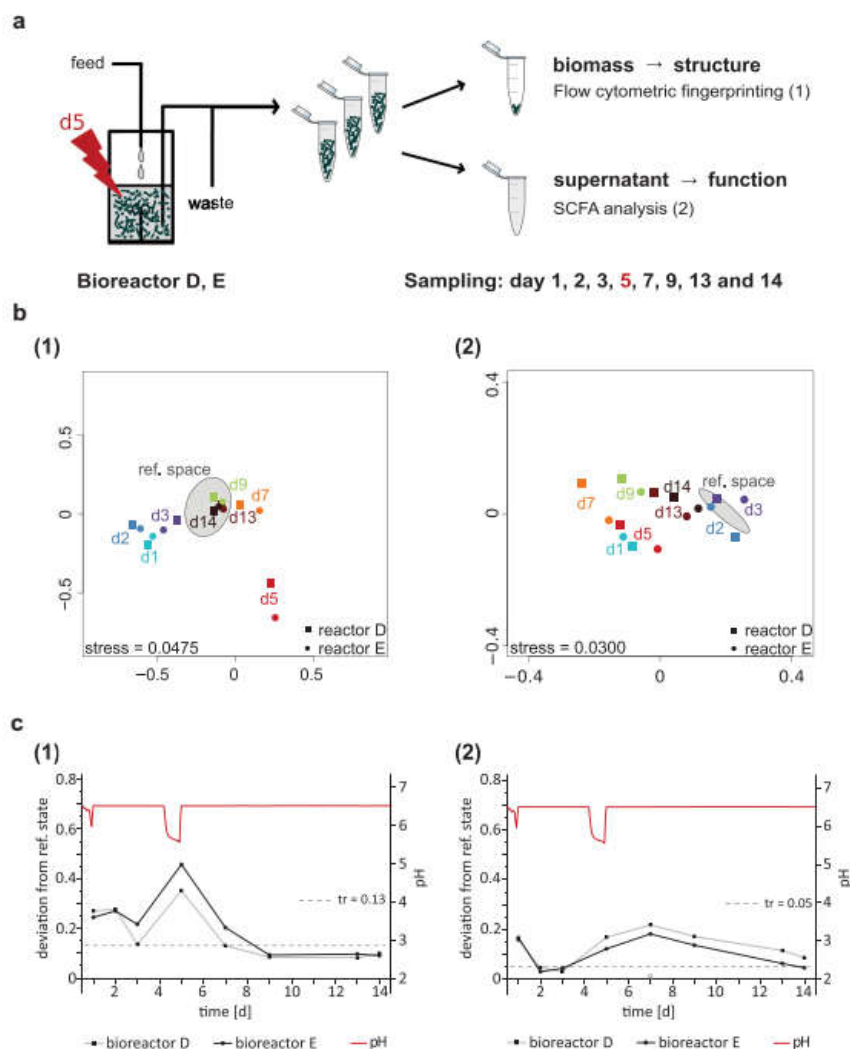 a
feed
d5
waste
biomass → structure
Flow cytometric fingerprinting (1)
supernatant → function
SCFA analysis (2)
Bioreactor D, E
Sampling: day 1, 2, 3, 5, 7, 9, 13 and 14
b
(1)
0.5
0
−0.5
ref. space
d9
d7
d3
d14
d13
d2
d1
d5
■ reactor D
● reactor E
stress = 0.0475
−0.5
0
0.5
(2)
0.4
0.0
−0.4
d14
ref. space
d7
d9
d13
d3
d2
d5
d1
■ reactor D
● reactor E
stress = 0.0300
−0.4
0
0.4
c
(1)
deviation from ref. state
0.8
0.6
0.4
0.2
0
7
6
5
4
3
2
pH
tr = 0.13
0
2
4
6
8
10
12
14
time [d]
bioreactor D
bioreactor E
pH
(2)
deviation from ref. state
0.8
0.6
0.4
0.2
0
7
6
5
4
3
2
pH
tr = 0.05
0
2
4
6
8
10
12
14
time [d]
bioreactor D
bioreactor E
pH